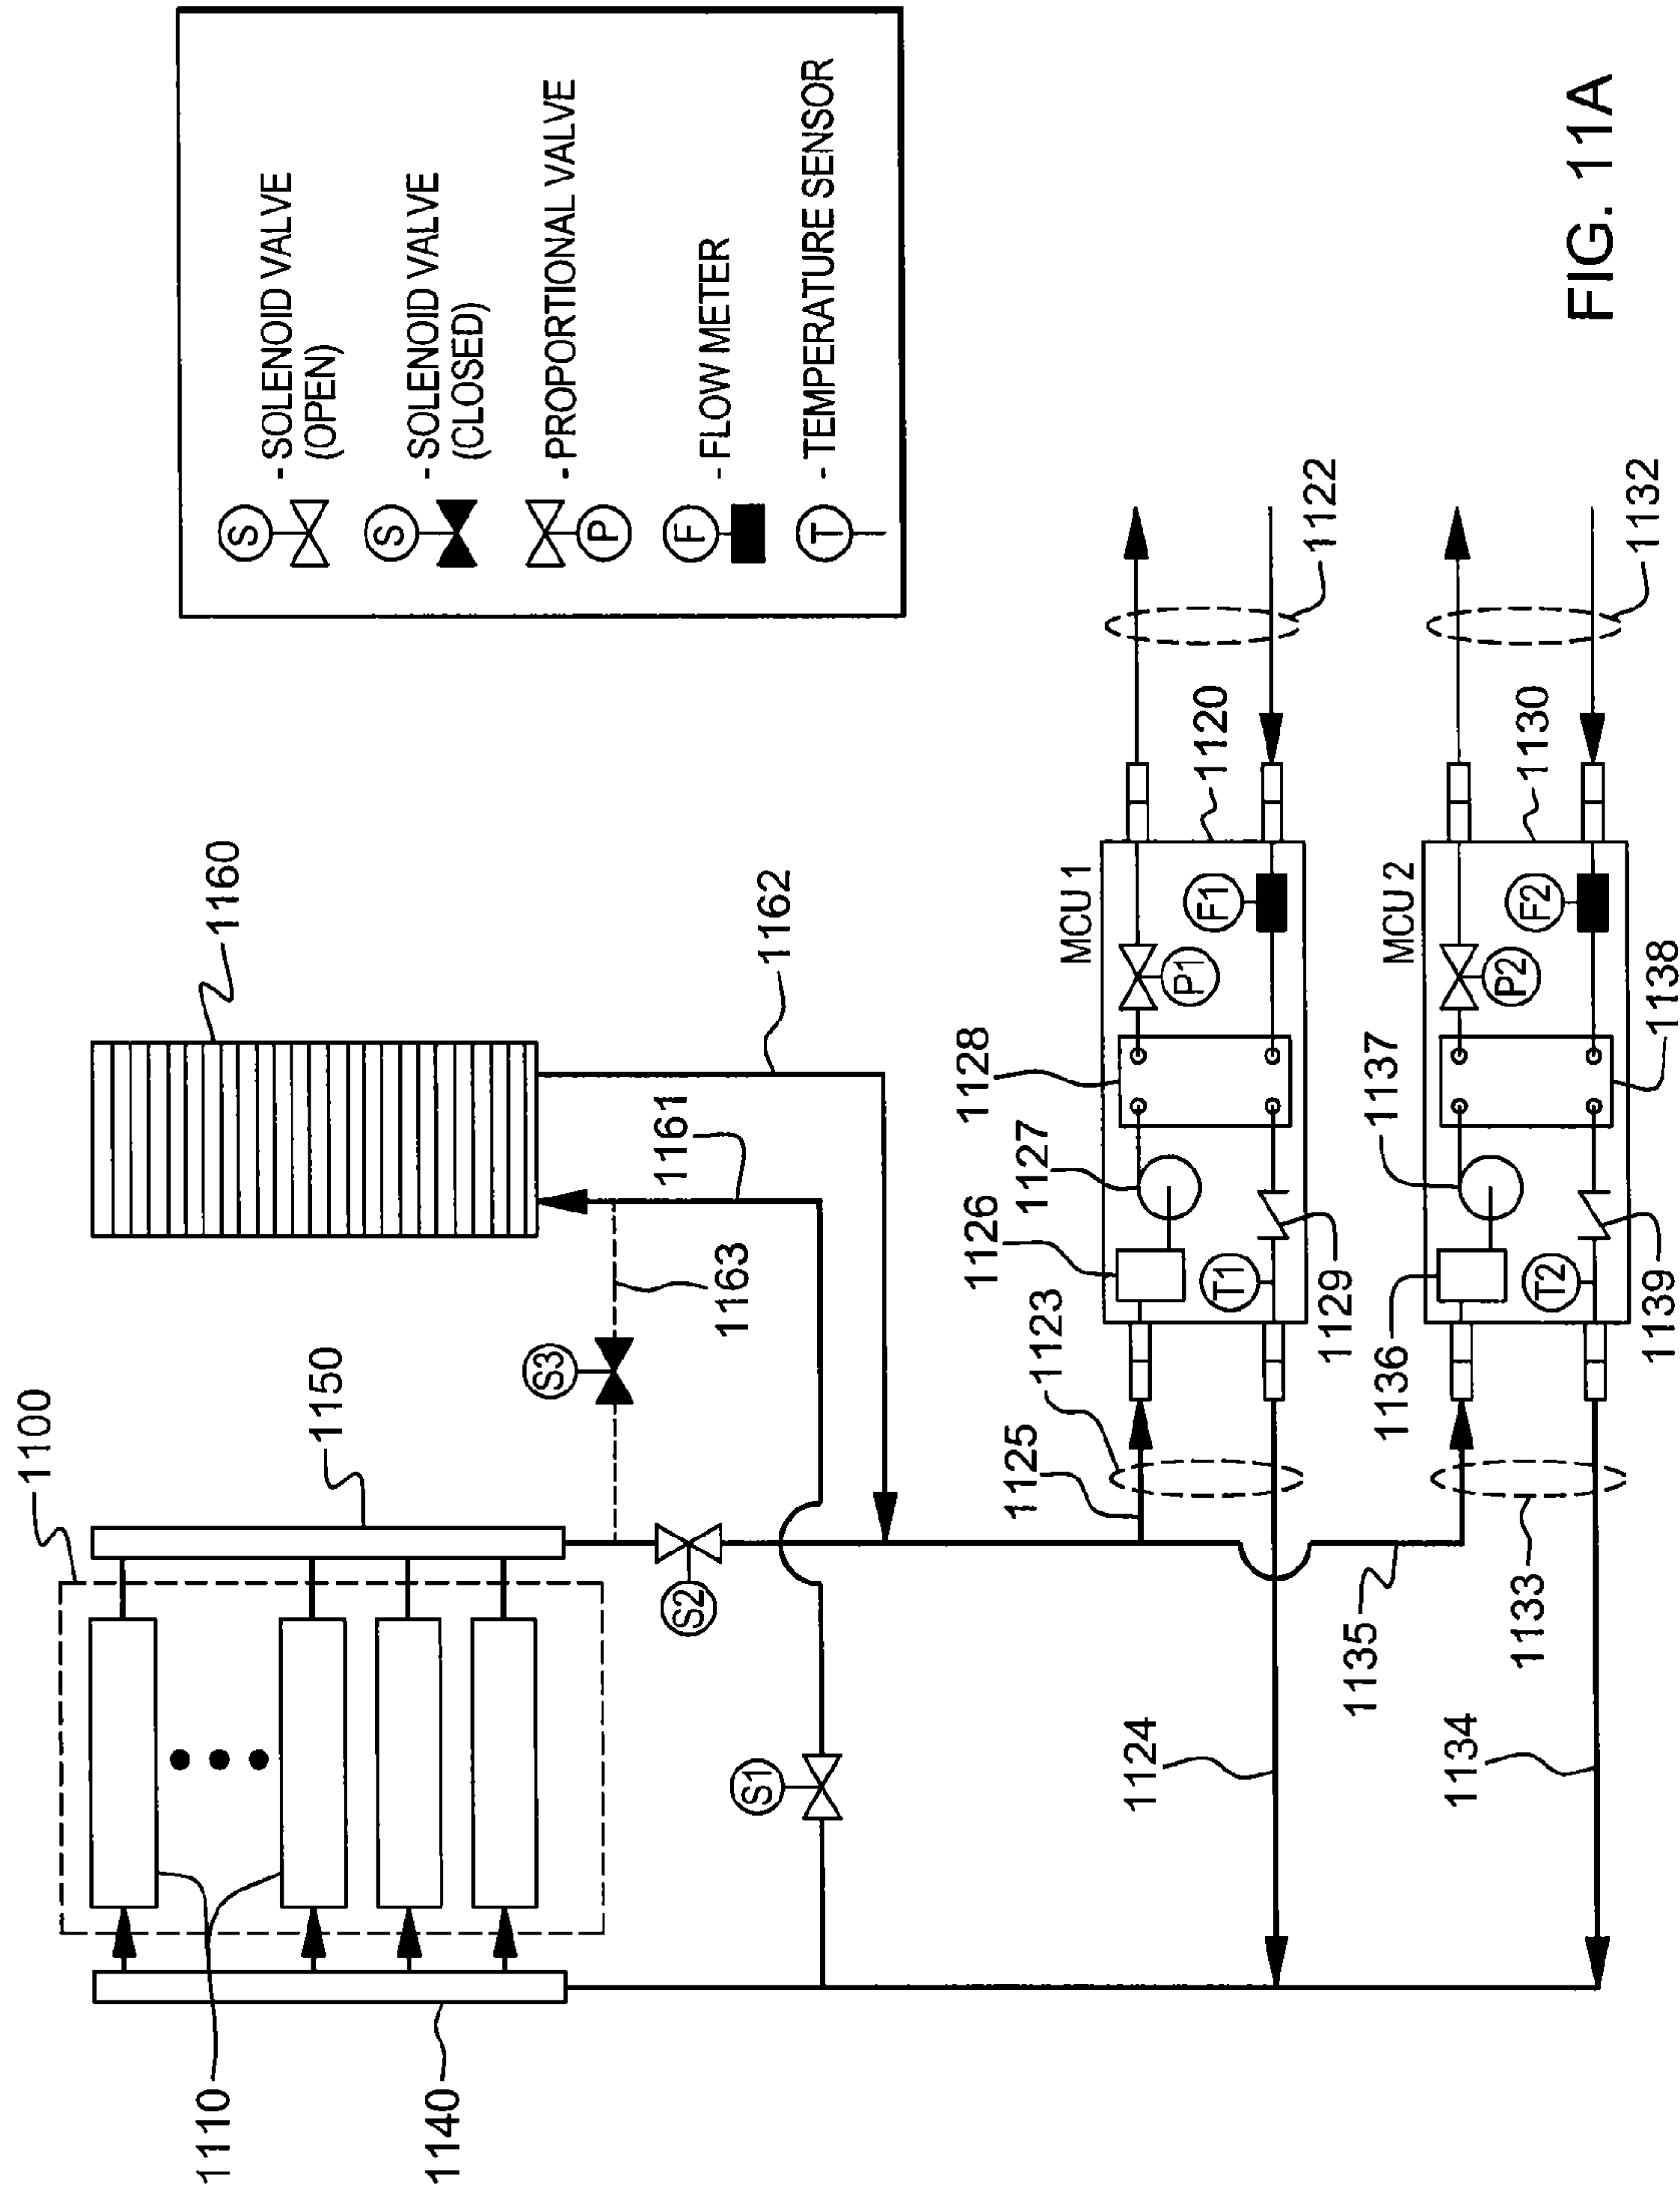 1100
1110
1140
1150
1160
1161
1162
1163
S1
S2
S3
S - SOLENOID VALVE
(OPEN)
S - SOLENOID VALVE
(CLOSED)
P - PROPORTIONAL VALVE
F - FLOW METER
T - TEMPERATURE SENSOR
1124
1125
1123
1126
1127
1128
MCU 1
P1
F1
T1
1129
1120
1122
1134
1135
1133
1136
1137
MCU 2
P2
F2
T2
1138
1139
1130
1132
FIG. 11A